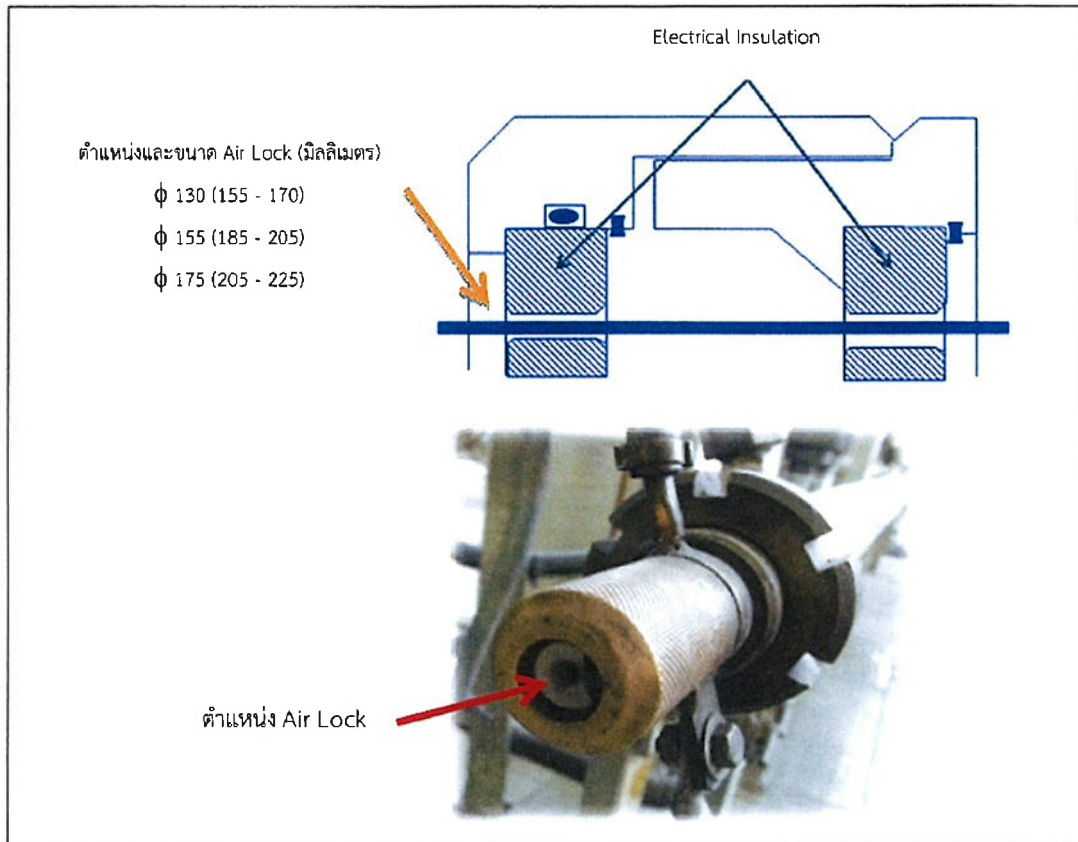 Electrical Insulation
ตำแหน่งและขนาด Air Lock (มิลลิเมตร)
ϕ 130 (155 - 170)
ϕ 155 (185 - 205)
ϕ 175 (205 - 225)
ตำแหน่ง Air Lock